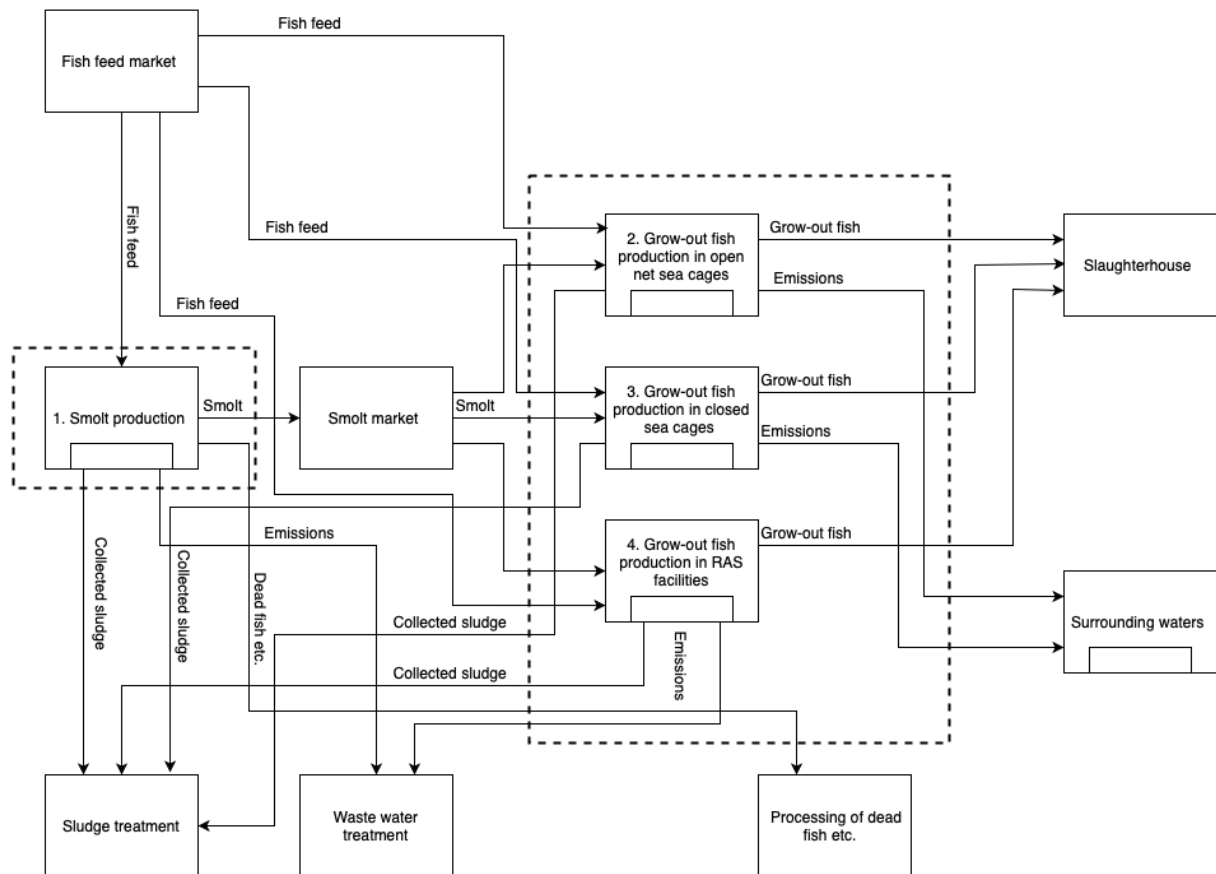 Fish feed
Fish feed market
Fish feed
Fish feed
Fish feed
2. Grow-out fish
production in open
net sea cages
Grow-out fish
Emissions
Slaughterhouse
1. Smolt production
Smolt
Smolt market
Smolt
3. Grow-out fish
production in closed
sea cages
Grow-out fish
Emissions
Emissions
4. Grow-out fish
production in RAS
facilities
Grow-out fish
Collected sludge
Collected sludge
Dead fish etc.
Collected sludge
Collected sludge
Emissions
Surrounding waters
Sludge treatment
Waste water
treatment
Processing of dead
fish etc.